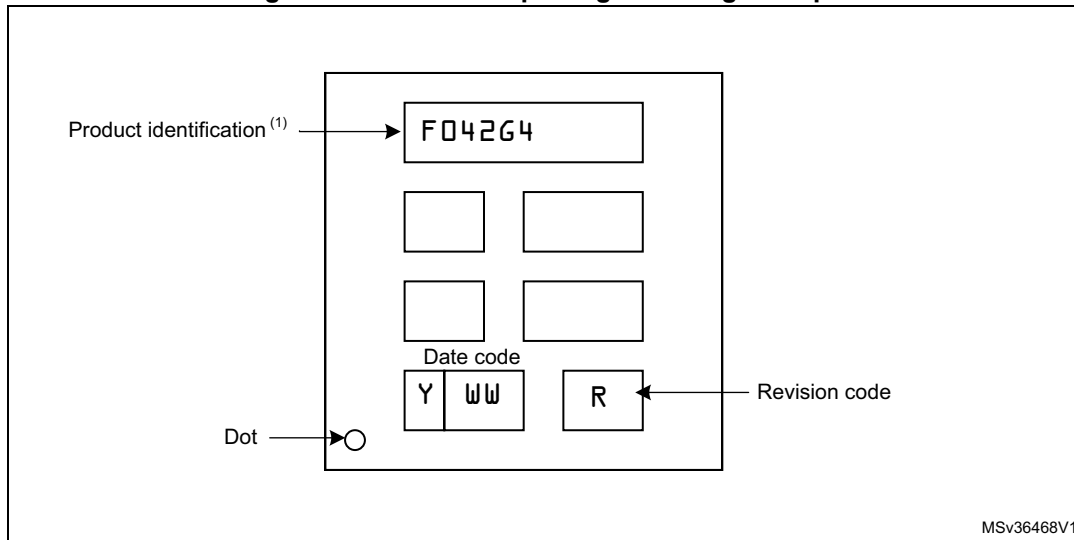 Product identification (1)
F042G4
Date code
Y WW
R
Revision code
Dot
MSv36468V1